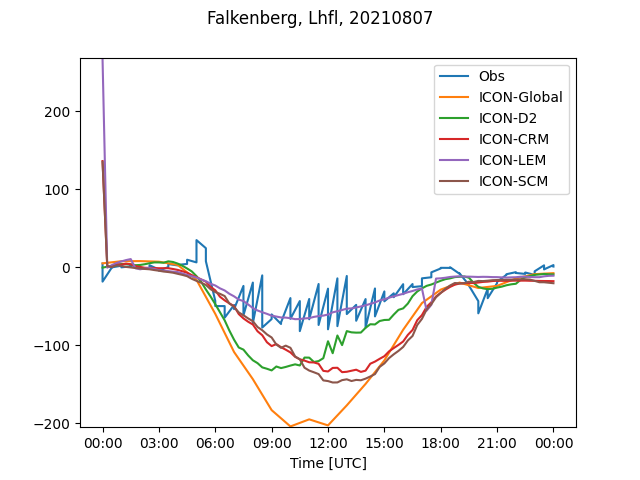 Falkenberg, Lhfl, 20210807
Obs
ICON-Global
ICON-D2
ICON-CRM
ICON-LEM
ICON-SCM
200
100
0
−100
−200
00:00 03:00 06:00 09:00 12:00 15:00 18:00 21:00 00:00
Time [UTC]